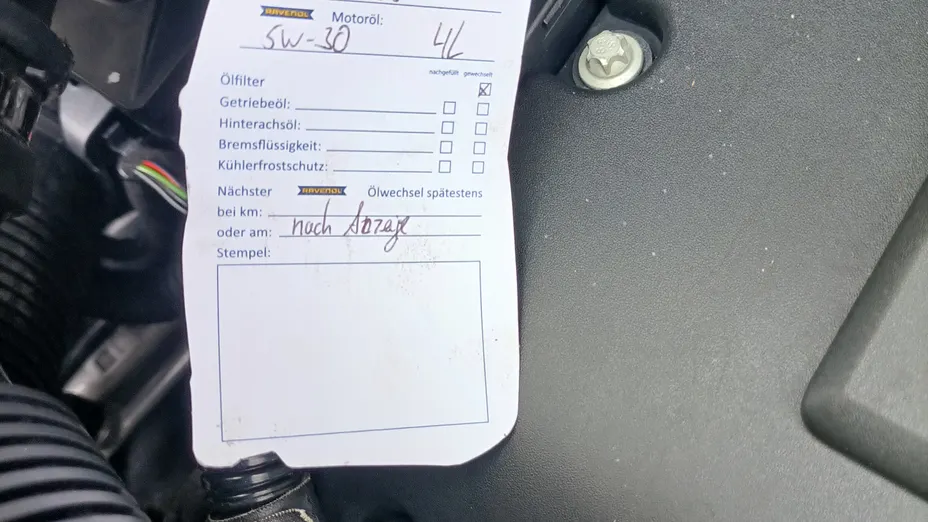 RAVENOL Motoröl:
5W-30 4L
nachgefüllt gewechselt
Ölfilter
Getriebeöl:
Hinterachsöl:
Bremsflüssigkeit:
Kühlerfrostschutz:
Nächster RAVENOL Ölwechsel spätestens
bei km:
oder am: nach Anzeige
Stempel: